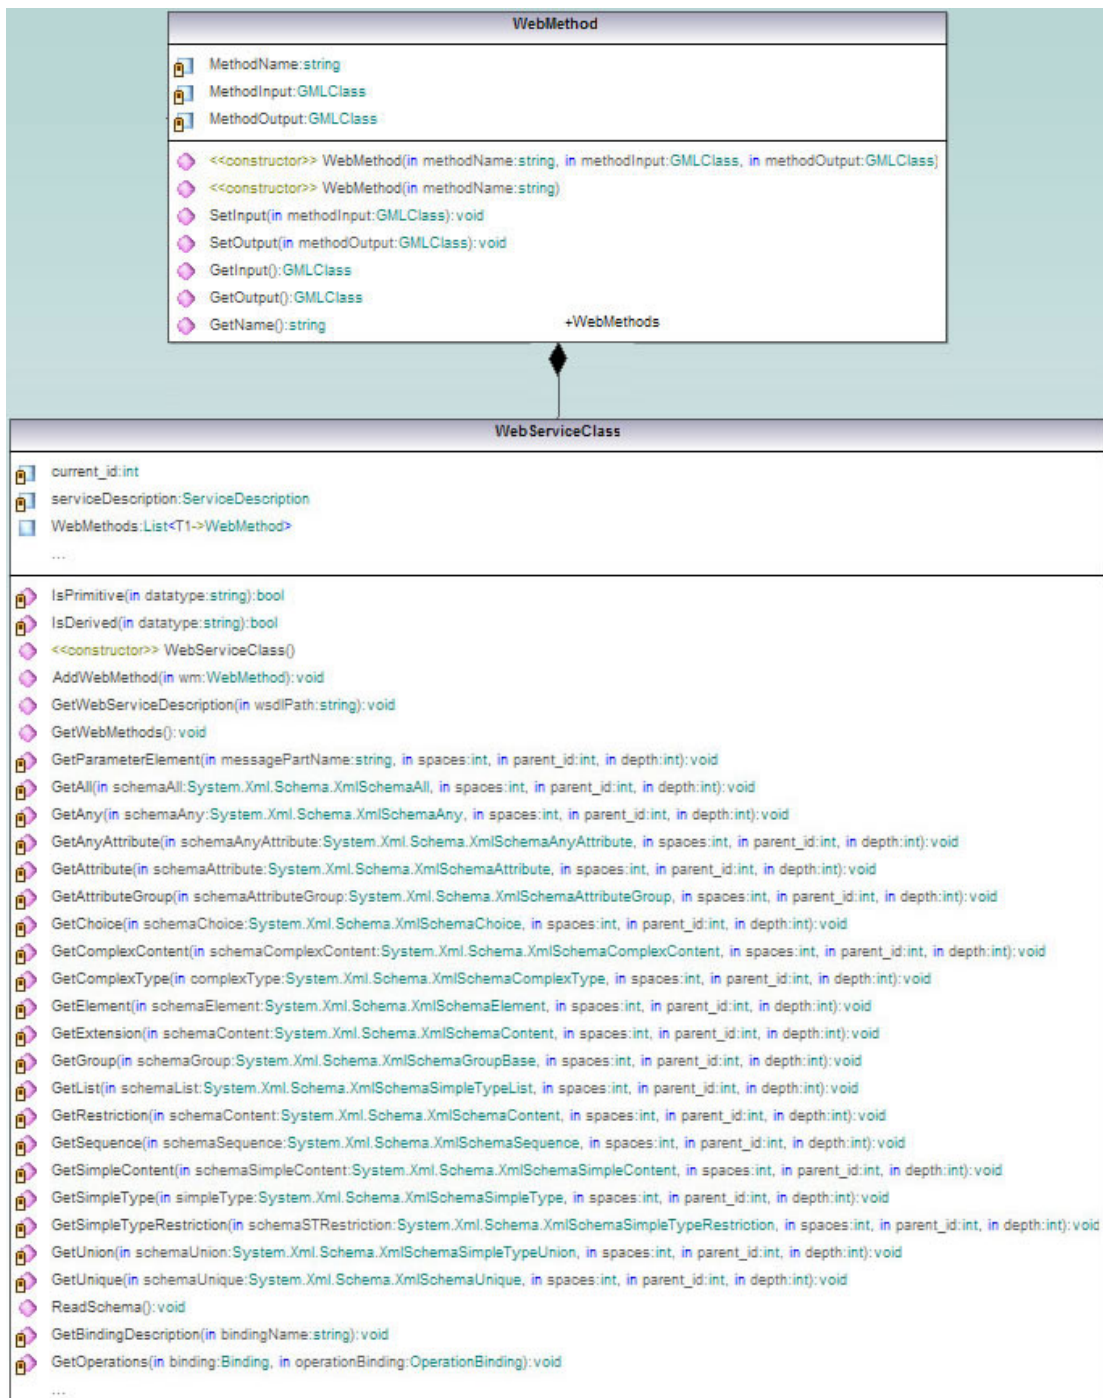 WebMethod
MethodName:string
MethodInput:GMLClass
MethodOutput:GMLClass
<<constructor>> WebMethod(in methodName:string, in methodInput:GMLClass, in methodOutput:GMLClass)
<<constructor>> WebMethod(in methodName:string)
SetInput(in methodInput:GMLClass):void
SetOutput(in methodOutput:GMLClass):void
GetInput():GMLClass
GetOutput():GMLClass
GetName():string
+WebMethods
WebServiceClass
current_id:int
serviceDescription:ServiceDescription
WebMethods:List<T1->WebMethod>
...
IsPrimitive(in datatype:string):bool
IsDerived(in datatype:string):bool
<<constructor>> WebServiceClass()
AddWebMethod(in wm:WebMethod):void
GetWebServiceDescription(in wsdlPath:string):void
GetWebMethods():void
GetParameterElement(in messagePartName:string, in spaces:int, in parent_id:int, in depth:int):void
GetAll(in schemaAll:System.Xml.Schema.XmlSchemaAll, in spaces:int, in parent_id:int, in depth:int):void
GetAny(in schemaAny:System.Xml.Schema.XmlSchemaAny, in spaces:int, in parent_id:int, in depth:int):void
GetAnyAttribute(in schemaAnyAttribute:System.Xml.Schema.XmlSchemaAnyAttribute, in spaces:int, in parent_id:int, in depth:int):void
GetAttribute(in schemaAttribute:System.Xml.Schema.XmlSchemaAttribute, in spaces:int, in parent_id:int, in depth:int):void
GetAttributeGroup(in schemaAttributeGroup:System.Xml.Schema.XmlSchemaAttributeGroup, in spaces:int, in parent_id:int, in depth:int):void
GetChoice(in schemaChoice:System.Xml.Schema.XmlSchemaChoice, in spaces:int, in parent_id:int, in depth:int):void
GetComplexContent(in schemaComplexContent:System.Xml.Schema.XmlSchemaComplexContent, in spaces:int, in parent_id:int, in depth:int):void
GetComplexType(in complexType:System.Xml.Schema.XmlSchemaComplexType, in spaces:int, in parent_id:int, in depth:int):void
GetElement(in schemaElement:System.Xml.Schema.XmlSchemaElement, in spaces:int, in parent_id:int, in depth:int):void
GetExtension(in schemaContent:System.Xml.Schema.XmlSchemaContent, in spaces:int, in parent_id:int, in depth:int):void
GetGroup(in schemaGroup:System.Xml.Schema.XmlSchemaGroupBase, in spaces:int, in parent_id:int, in depth:int):void
GetList(in schemaList:System.Xml.Schema.XmlSchemaSimpleTypeList, in spaces:int, in parent_id:int, in depth:int):void
GetRestriction(in schemaContent:System.Xml.Schema.XmlSchemaContent, in spaces:int, in parent_id:int, in depth:int):void
GetSequence(in schemaSequence:System.Xml.Schema.XmlSchemaSequence, in spaces:int, in parent_id:int, in depth:int):void
GetSimpleContent(in schemaSimpleContent:System.Xml.Schema.XmlSchemaSimpleContent, in spaces:int, in parent_id:int, in depth:int):void
GetSimpleType(in simpleType:System.Xml.Schema.XmlSchemaSimpleType, in spaces:int, in parent_id:int, in depth:int):void
GetSimpleTypeRestriction(in schemaSTRestriction:System.Xml.Schema.XmlSchemaSimpleTypeRestriction, in spaces:int, in parent_id:int, in depth:int):void
GetUnion(in schemaUnion:System.Xml.Schema.XmlSchemaSimpleTypeUnion, in spaces:int, in parent_id:int, in depth:int):void
GetUnique(in schemaUnique:System.Xml.Schema.XmlSchemaUnique, in spaces:int, in parent_id:int, in depth:int):void
ReadSchema():void
GetBindingDescription(in bindingName:string):void
GetOperations(in binding:Binding, in operationBinding:OperationBinding):void
...